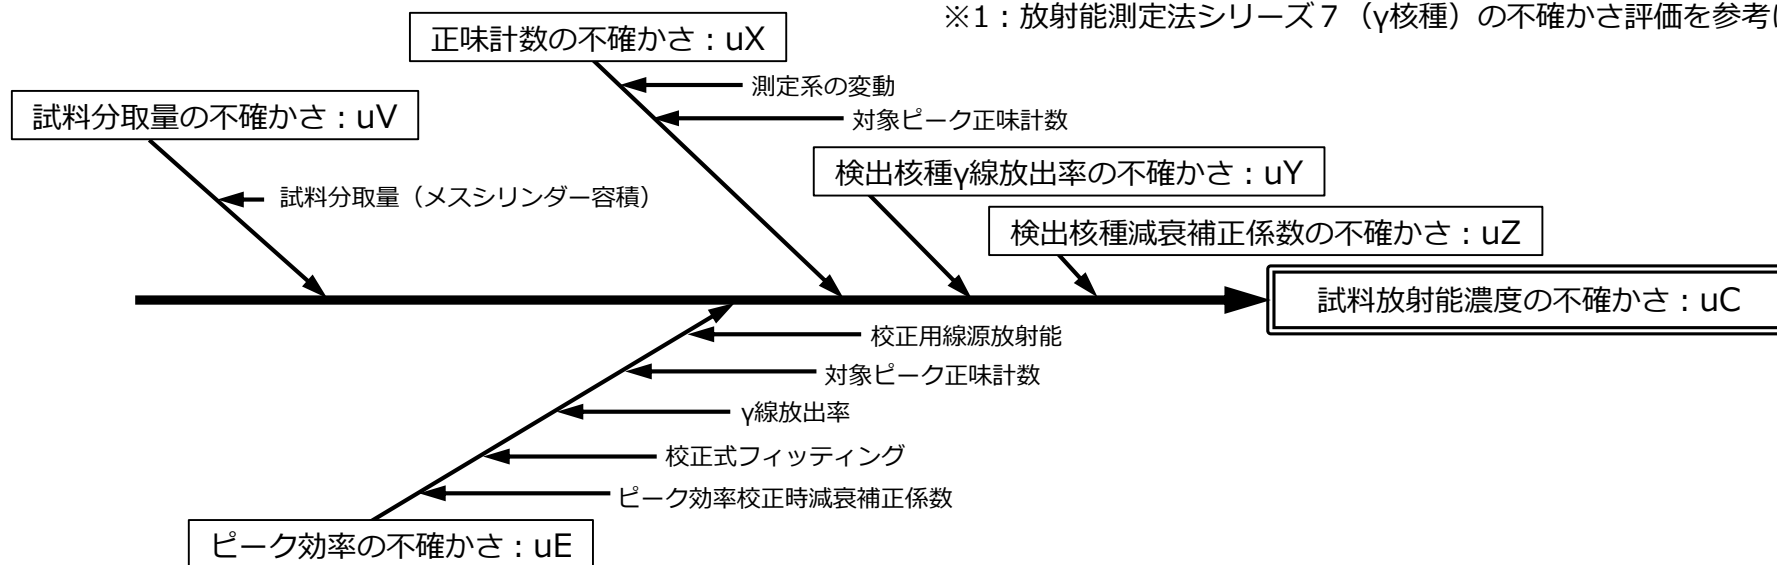 ※1：放射能測定法シリーズ７（γ核種）の不確かさ評価を参考
正味計数の不確かさ：uX
測定系の変動
試料分取量の不確かさ：uV
対象ピーク正味計数
検出核種γ線放出率の不確かさ：uY
試料分取量（メスシリンダー容積）
検出核種減衰補正係数の不確かさ：uZ
試料放射能濃度の不確かさ：uC
校正用線源放射能
対象ピーク正味計数
γ線放出率
校正式フィッティング
ピーク効率校正時減衰補正係数
ピーク効率の不確かさ：uE